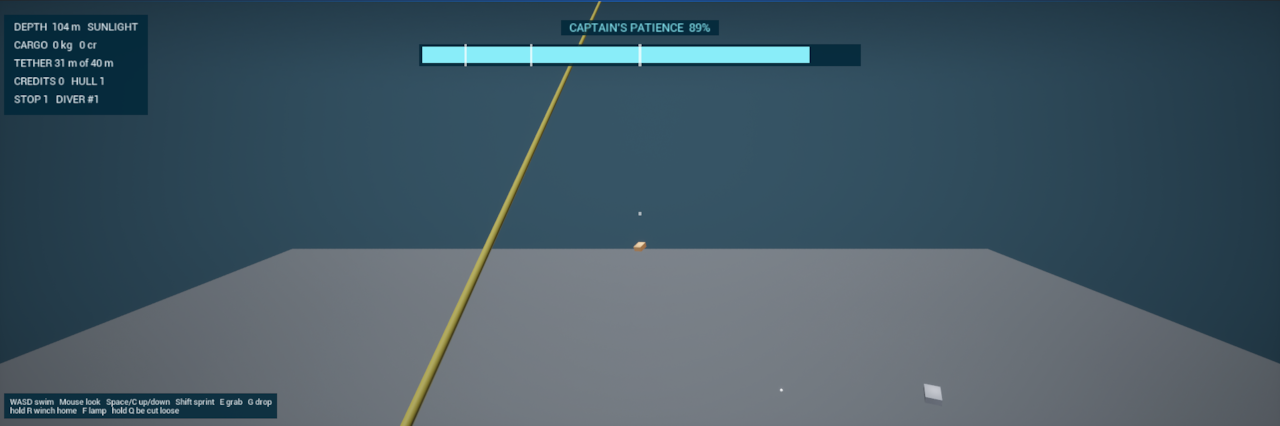 DEPTH 104 m SUNLIGHT
CARGO 0 kg 0 cr
TETHER 31 m of 40 m
CREDITS 0 HULL 1
STOP 1 DIVER #1
CAPTAIN'S PATIENCE 89%
WASD swim Mouse look Space/C up/down Shift sprint E grab G drop
hold R winch home F lamp hold Q be cut loose